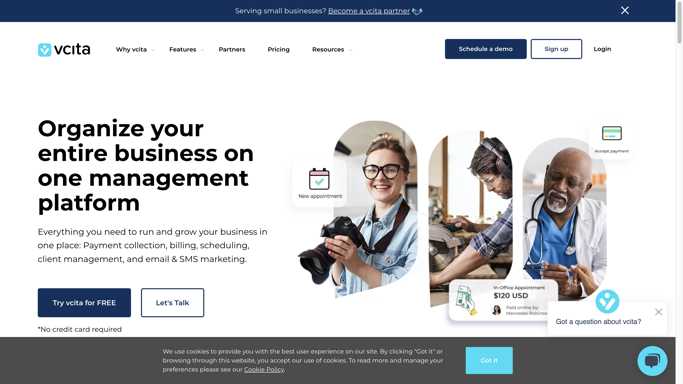 Serving small businesses? Become a vcita partner
vcita
Why vcita
Features
Partners
Pricing
Resources
Schedule a demo
Sign up
Login
Organize your
entire business on
one management
platform
Everything you need to run and grow your business in
one place: Payment collection, billing, scheduling,
client management, and email & SMS marketing.
Try vcita for FREE
Let's Talk
*No credit card required
New appointment
Accept payment
In-Office Appointment
$120 USD
Paid online by:
Mercedes Robinson
Got a question about vcita?
We use cookies to provide you with the best user experience on our site. By clicking "Got it" or
browsing through this website, you accept our use of cookies. To read more and manage your
preferences please see our Cookie Policy.
Got it